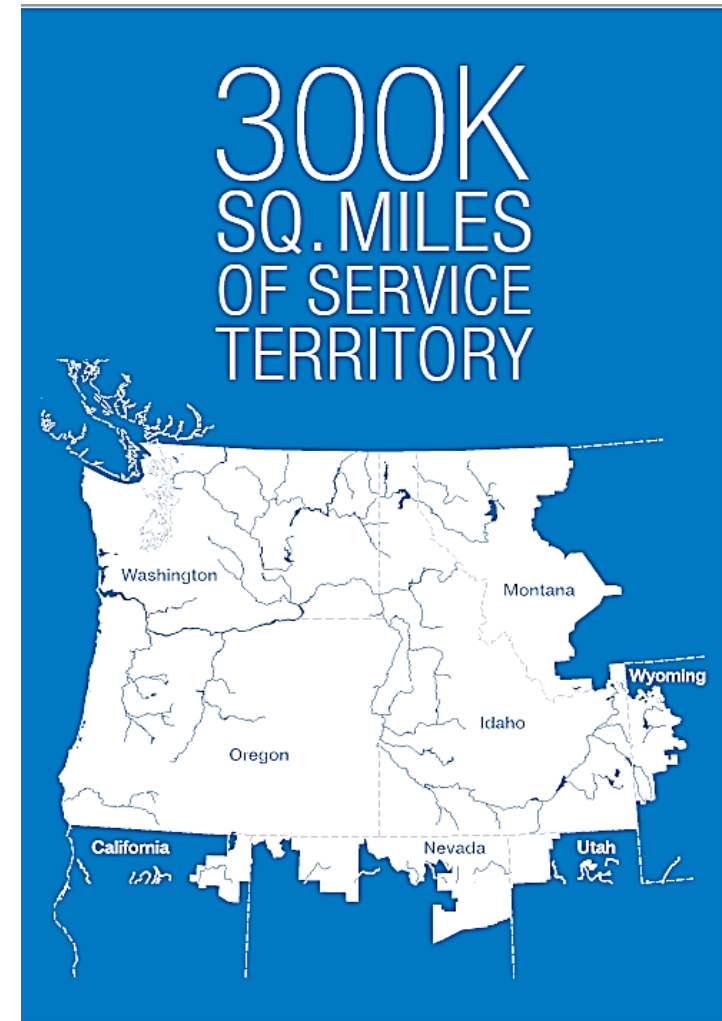 300K
SQ. MILES
OF SERVICE
TERRITORY
Washington
Montana
Wyoming
Idaho
Oregon
California
Nevada
Utah